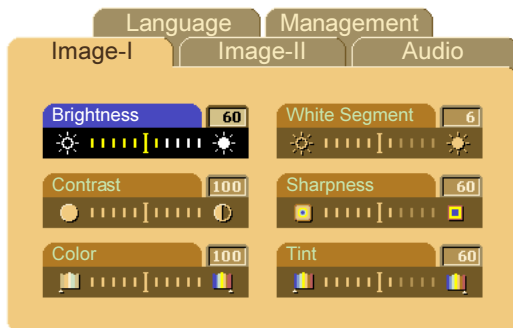 Language Management
Image-I Image-II Audio
Brightness 60
White Segment 6
Contrast 100
Sharpness 60
Color 100
Tint 60